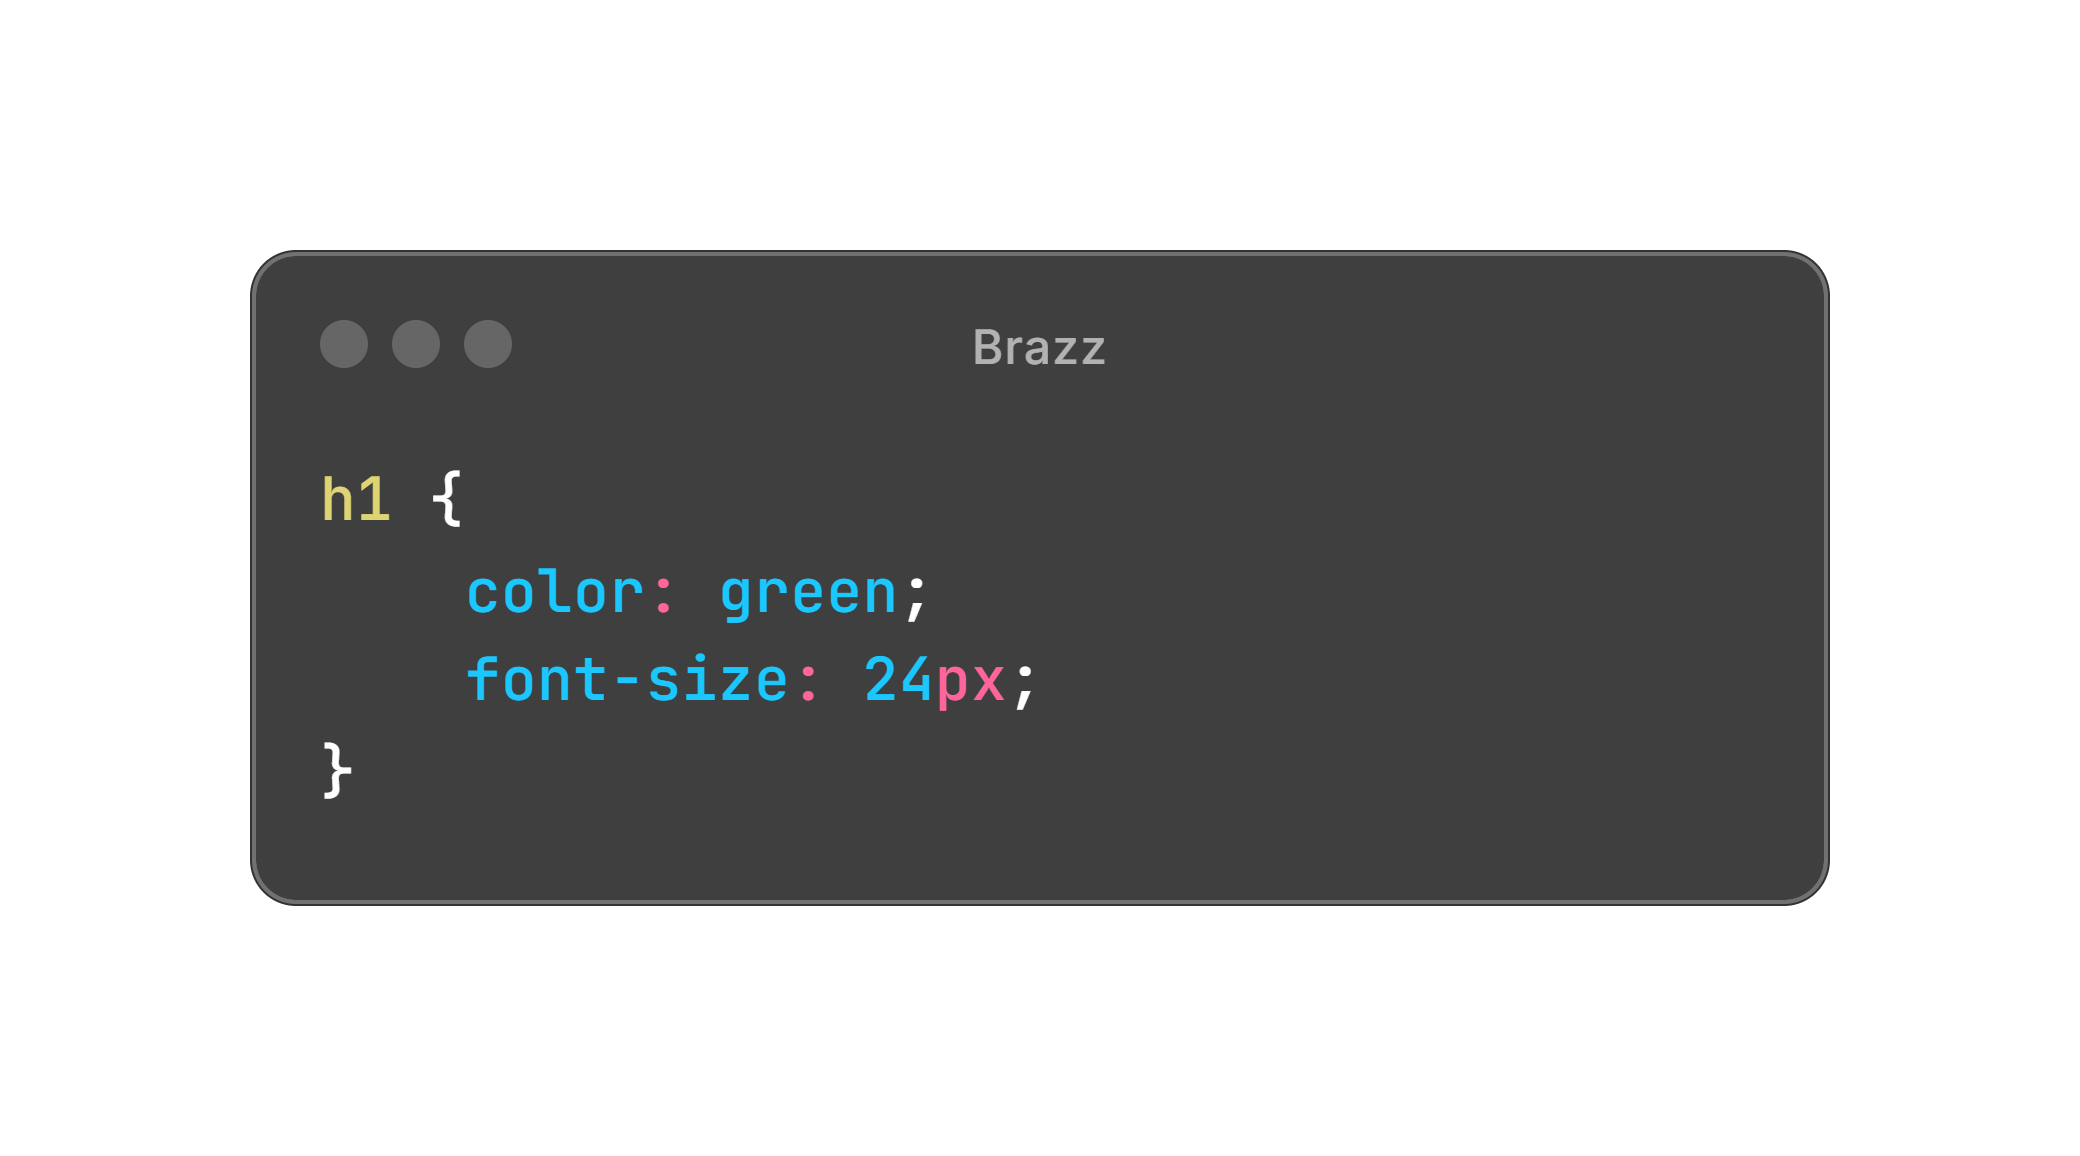 Brazz
h1 {
    color: green;
    font-size: 24px;
}